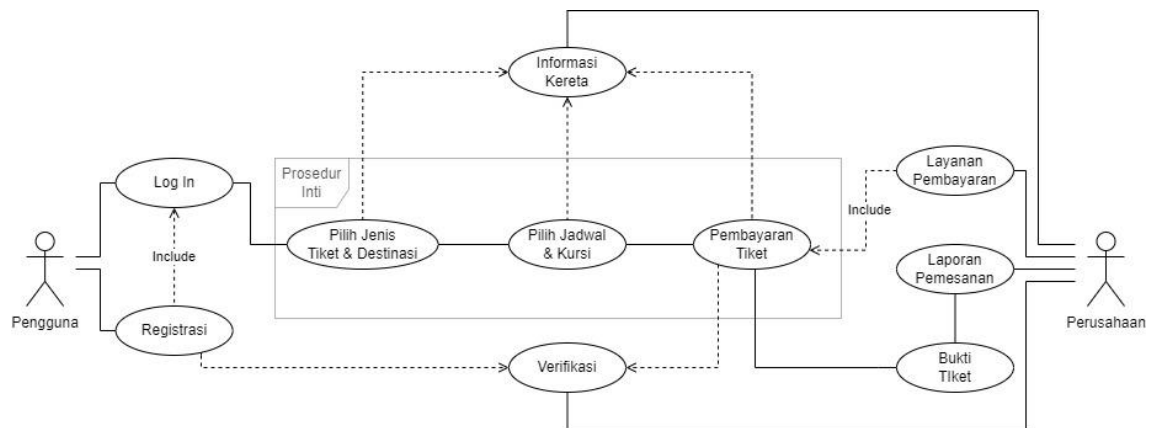 Informasi
Kereta
Prosedur
Inti
Log In
Layanan
Pembayaran
Include
Include
Pilih Jenis
Tiket & Destinasi
Pilih Jadwal
& Kursi
Pembayaran
Tiket
Laporan
Pemesanan
Pengguna
Registrasi
Perusahaan
Verifikasi
Bukti
TIket